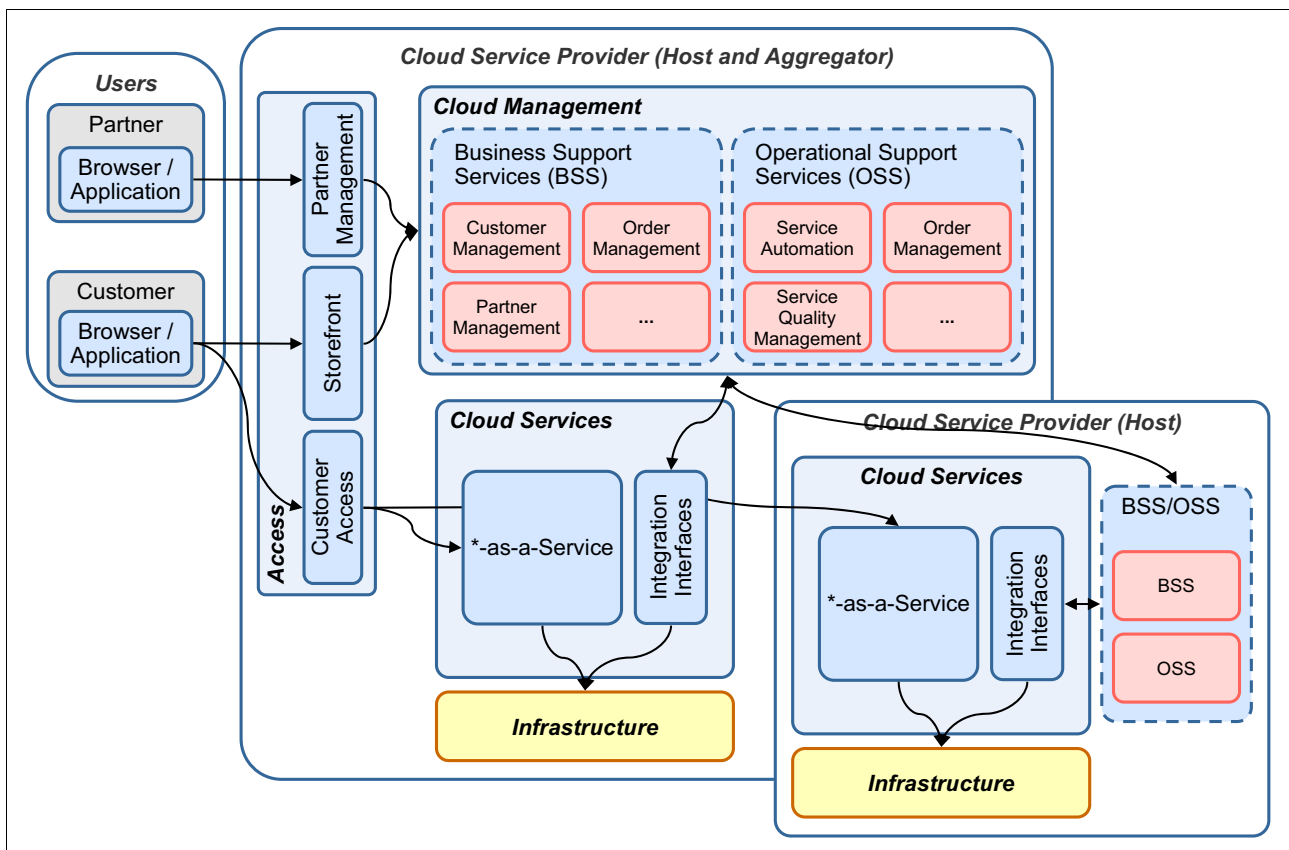 Cloud Service Provider (Host and Aggregator)
Users
Partner
Browser /
Application
Customer
Browser /
Application
Access
Partner
Management
Storefront
Customer
Access
Cloud Management
Business Support
Services (BSS)
Customer
Management
Order
Management
Partner
Management
...
Operational Support
Services (OSS)
Service
Automation
Order
Management
Service
Quality
Management
...
Cloud Services
*-as-a-Service
Integration
Interfaces
Infrastructure
Cloud Service Provider (Host)
Cloud Services
*-as-a-Service
Integration
Interfaces
BSS/OSS
BSS
OSS
Infrastructure